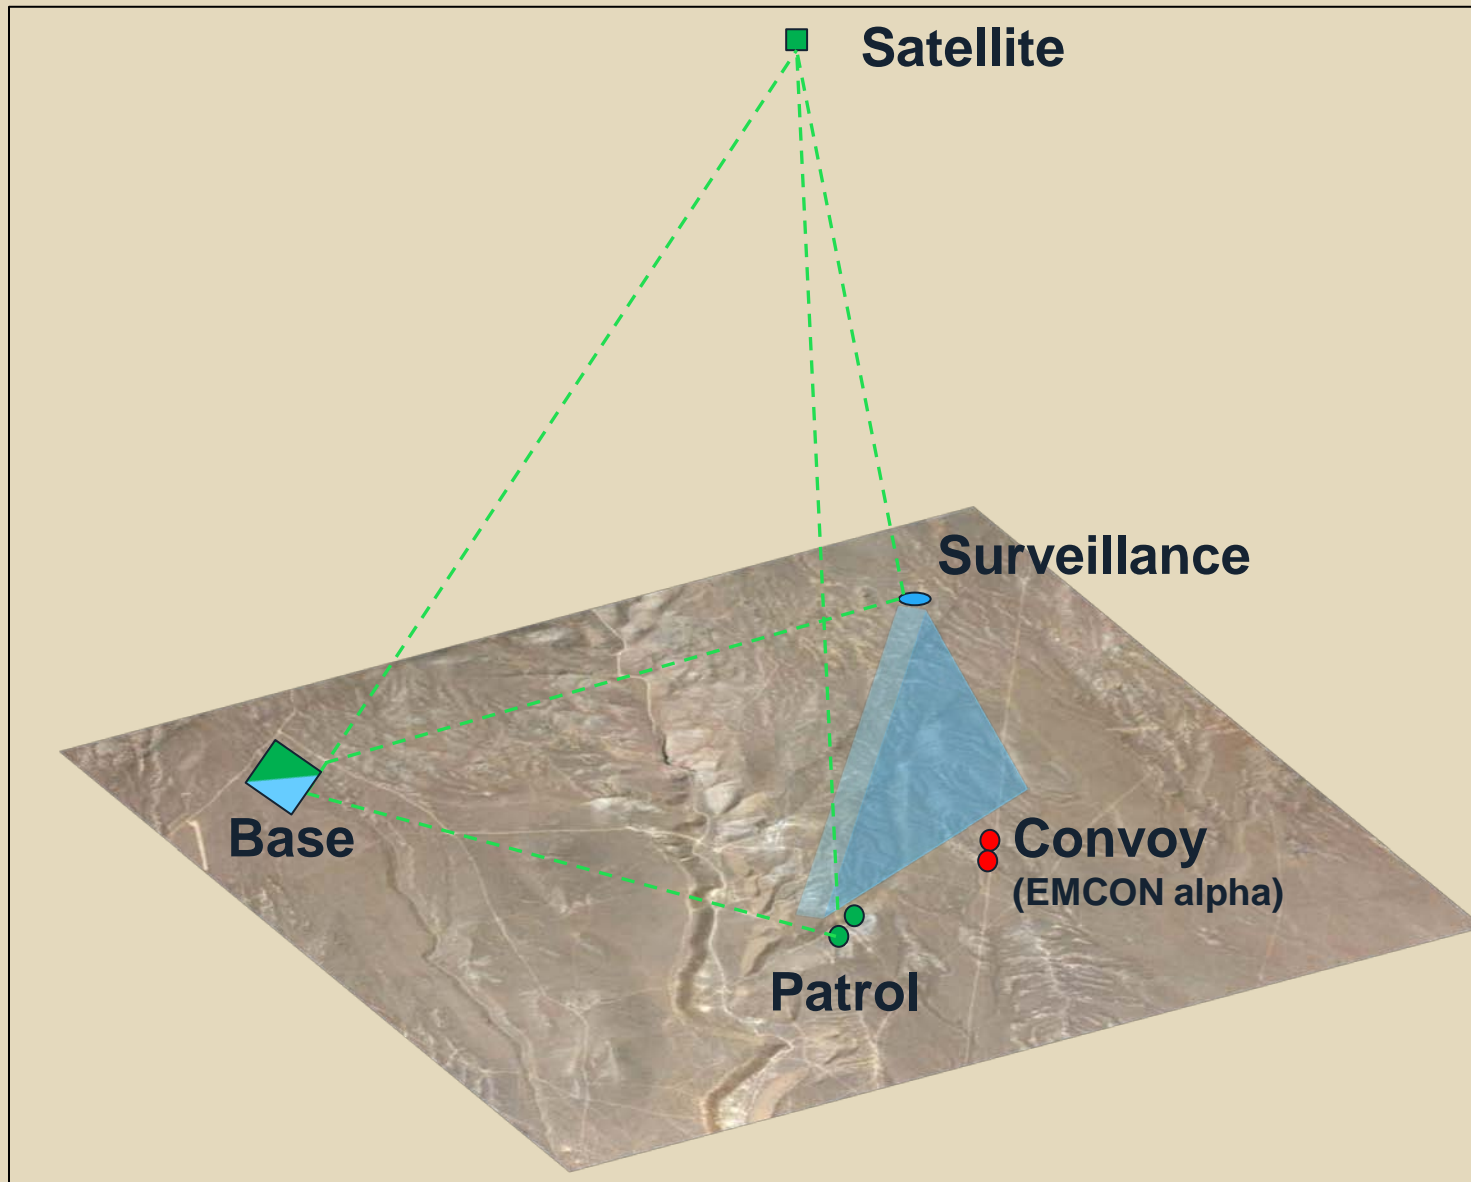 Satellite
Surveillance
Base
Convoy
(EMCON alpha)
Patrol